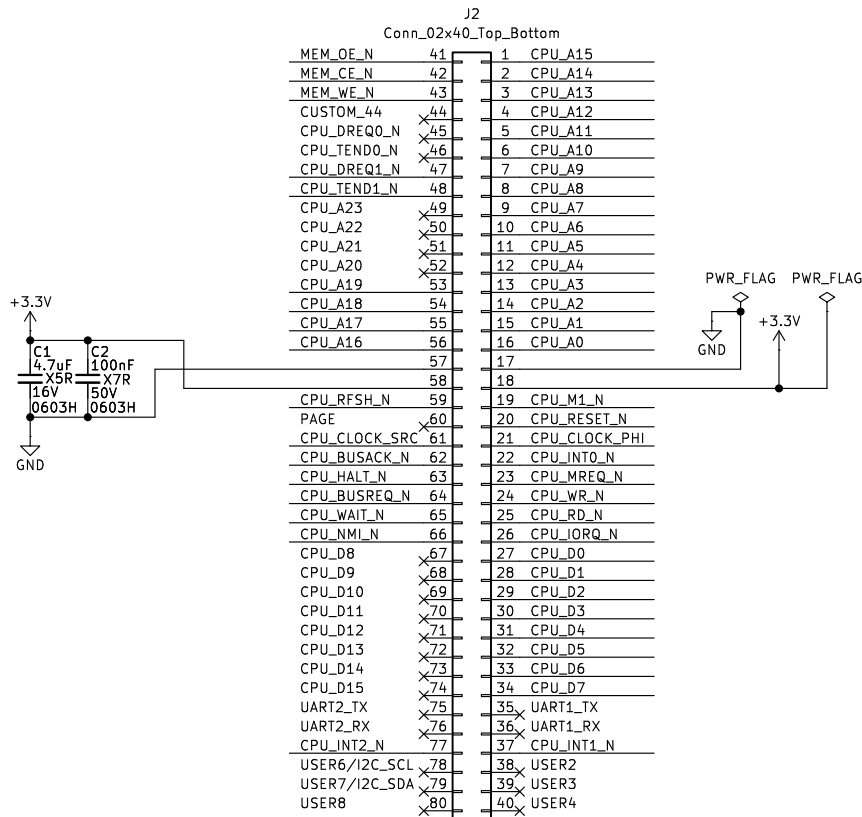 J2
Conn_02x40_Top_Bottom
MEM_OE_N 41 1 CPU_A15
MEM_CE_N 42 2 CPU_A14
MEM_WE_N 43 3 CPU_A13
CUSTOM_44 44 4 CPU_A12
CPU_DREQ0_N 45 5 CPU_A11
CPU_TEND0_N 46 6 CPU_A10
CPU_DREQ1_N 47 7 CPU_A9
CPU_TEND1_N 48 8 CPU_A8
CPU_A23 49 9 CPU_A7
CPU_A22 50 10 CPU_A6
CPU_A21 51 11 CPU_A5
CPU_A20 52 12 CPU_A4
CPU_A19 53 13 CPU_A3
CPU_A18 54 14 CPU_A2
CPU_A17 55 15 CPU_A1
CPU_A16 56 16 CPU_A0
57 17
58 18
CPU_RFSH_N 59 19 CPU_M1_N
PAGE 60 20 CPU_RESET_N
CPU_CLOCK_SRC 61 21 CPU_CLOCK_PHI
CPU_BUSACK_N 62 22 CPU_INT0_N
CPU_HALT_N 63 23 CPU_MREQ_N
CPU_BUSREQ_N 64 24 CPU_WR_N
CPU_WAIT_N 65 25 CPU_RD_N
CPU_NMI_N 66 26 CPU_IORQ_N
CPU_D8 67 27 CPU_D0
CPU_D9 68 28 CPU_D1
CPU_D10 69 29 CPU_D2
CPU_D11 70 30 CPU_D3
CPU_D12 71 31 CPU_D4
CPU_D13 72 32 CPU_D5
CPU_D14 73 33 CPU_D6
CPU_D15 74 34 CPU_D7
UART2_TX 75 35 UART1_TX
UART2_RX 76 36 UART1_RX
CPU_INT2_N 77 37 CPU_INT1_N
USER6/I2C_SCL 78 38 USER2
USER7/I2C_SDA 79 39 USER3
USER8 80 40 USER4
+3.3V
C1
4.7uF
X5R
16V
0603H
C2
100nF
X7R
50V
0603H
GND
PWR_FLAG
PWR_FLAG
+3.3V
GND